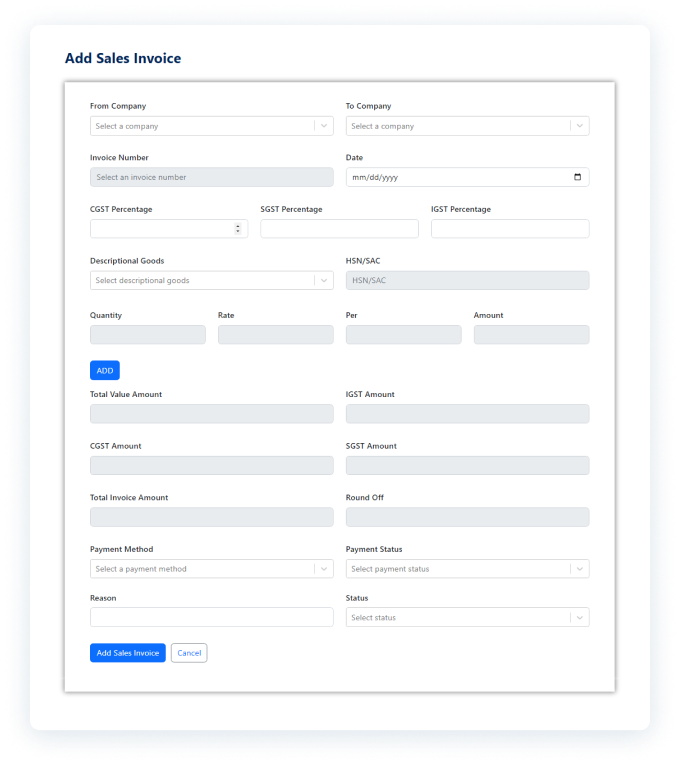 Add Sales Invoice
From Company To Company
Select a company Select a company
Invoice Number Date
Select an invoice number mm/dd/yyyy
CGST Percentage SGST Percentage IGST Percentage
Descriptional Goods HSN/SAC
Select descriptional goods HSN/SAC
Quantity Rate Per Amount
ADD
Total Value Amount IGST Amount
CGST Amount SGST Amount
Total Invoice Amount Round Off
Payment Method Payment Status
Select a payment method Select payment status
Reason Status
Select status
Add Sales Invoice Cancel